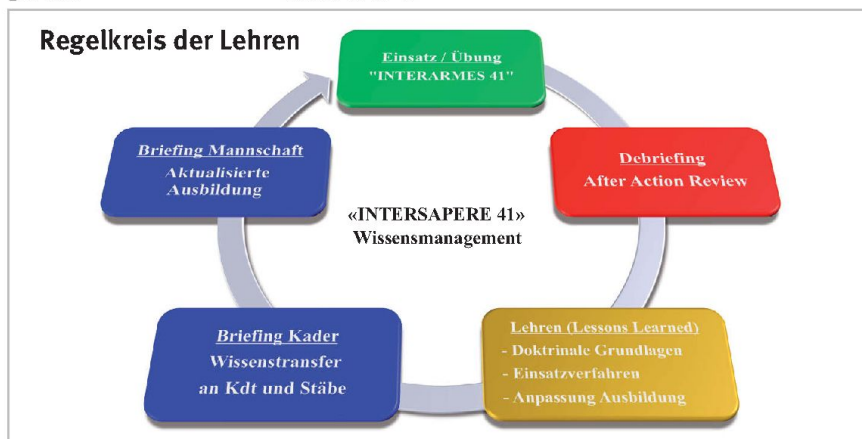 Regelkreis der Lehren
Einsatz / Übung
"INTERARMES 41"
Debriefing
After Action Review
Lehren (Lessons Learned)
- Doktrinale Grundlagen
- Einsatzverfahren
- Anpassung Ausbildung
Briefing Kader
Wissenstransfer
an Kdt und Stäbe
Briefing Mannschaft
Aktualisierte
Ausbildung
«INTERSAPERE 41»
Wissensmanagement